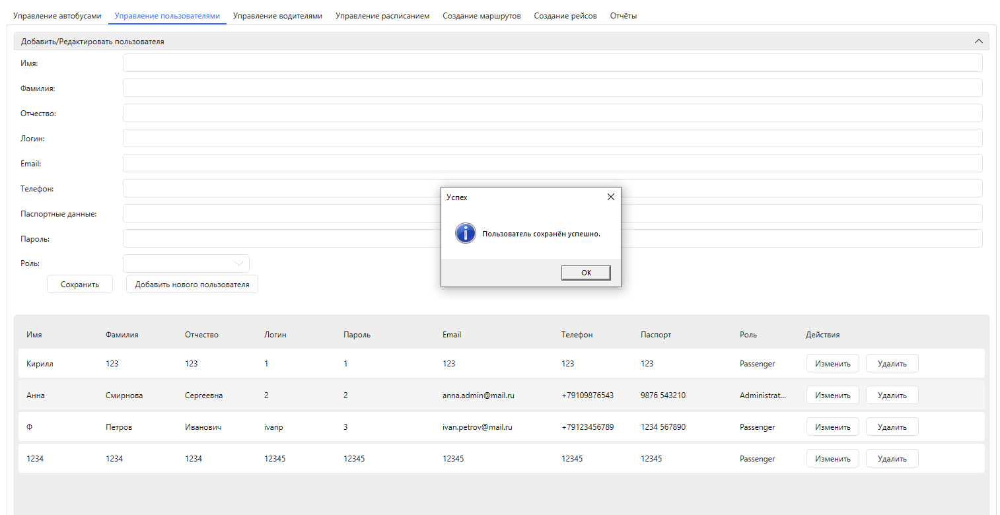 Управление автобусами Управление пользователями Управление водителями Управление расписанием Создание маршрутов Создание рейсов Отчёты
Добавить/Редактировать пользователя
Имя:
Фамилия:
Отчество:
Логин:
Email:
Телефон:
Паспортные данные:
Пароль:
Роль:
Сохранить Добавить нового пользователя
Успех
Пользователь сохранён успешно.
OK
Имя Фамилия Отчество Логин Пароль Email Телефон Паспорт Роль Действия
Кирилл 123 123 1 1 123 123 123 Passenger Изменить Удалить
Анна Смирнова Сергеевна 2 2 anna.admin@mail.ru +79109876543 9876 543210 Administrat... Изменить Удалить
Ф Петров Иванович ivanp 3 ivan.petrov@mail.ru +79123456789 1234 567890 Passenger Изменить Удалить
1234 1234 1234 12345 12345 12345 12345 12345 Passenger Изменить Удалить